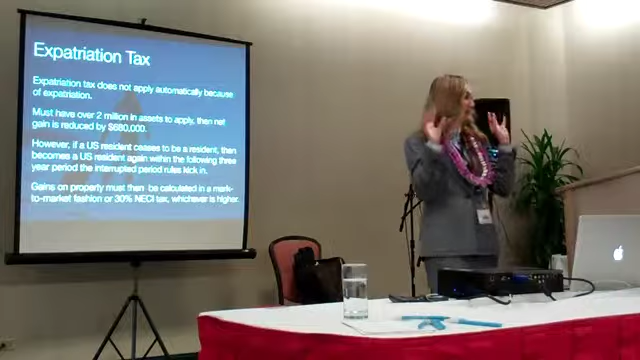 Expatriation Tax
Expatriation tax does not apply automatically because
of expatriation.
Must have over 2 million in assets to apply, then net
gain is reduced by $680,000.
However, if a US resident ceases to be a resident, then
becomes a US resident again within the following three
year period the interrupted period rules kick in.
Gains on property must then be calculated in a mark-
to-market fashion or 30% NECI tax, whichever is higher.